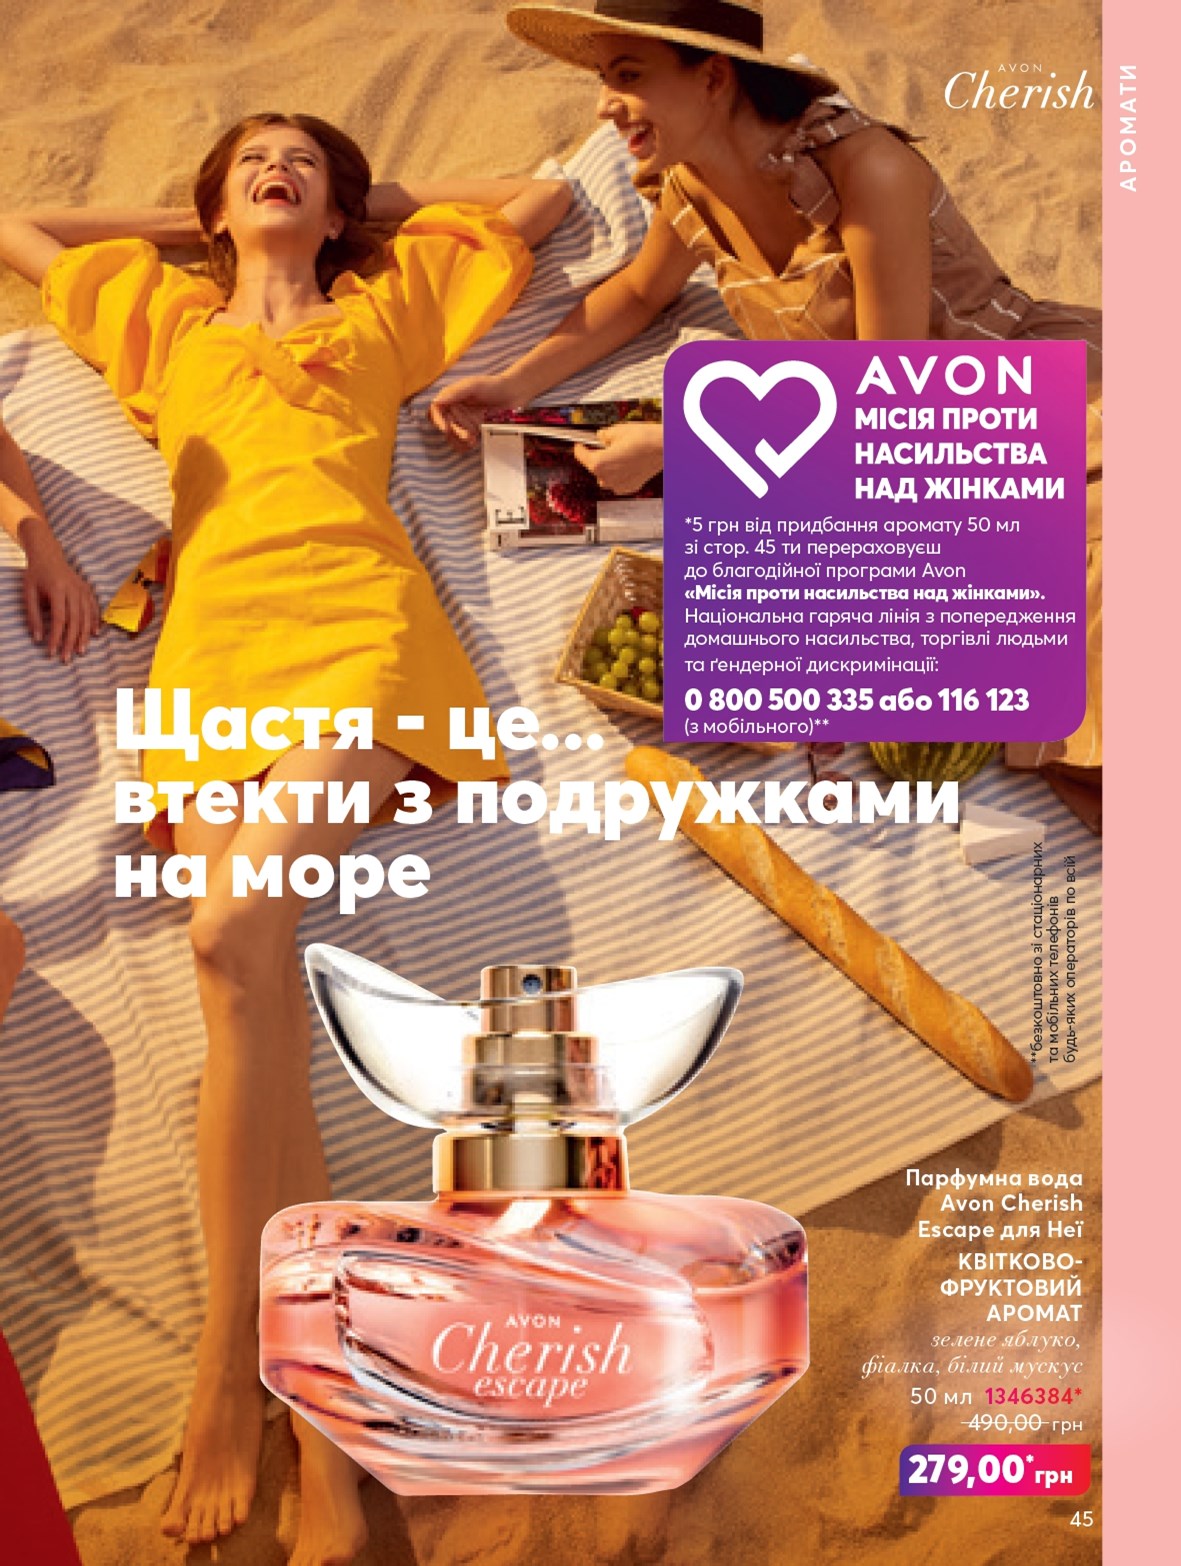 AVON
Cherish
АРОМАТИ
AVON
МІСІЯ ПРОТИ
НАСИЛЬСТВА
НАД ЖІНКАМИ
*5 грн від придбання аромату 50 мл
зі стор. 45 ти перераховуєш
до благодійної програми Avon
«Місія проти насильства над жінками».
Національна гаряча лінія з попередження
домашнього насильства, торгівлі людьми
та ґендерної дискримінації:
0 800 500 335 або 116 123
(з мобільного)**
Щастя - це...
втекти з подружками
на море
**безкоштовно зі стаціонарних
та мобільних телефонів
будь-яких операторів по всій
AVON
Cherish
escape
Парфумна вода
Avon Cherish
Escape для Неї
КВІТКОВО-
ФРУКТОВИЙ
АРОМАТ
зелене яблуко,
фіалка, білий мускус
50 мл 1346384*
490,00 грн
279,00*грн
45